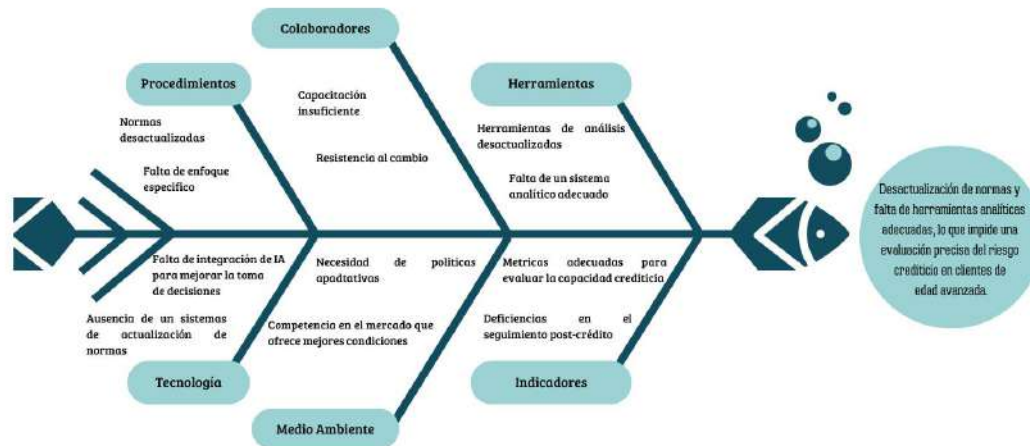 Colaboradores
Procedimientos
Herramientas
Capacitación
insuficiente
Normas
desactualizadas
Herramientas de análisis
desactualizadas
Resistencia al cambio
Falta de enfoque
especifico
Falta de un sistema
analítico adecuado
Desactualización de normas y
falta de herramientas analíticas
adecuadas, lo que impide una
evaluación precisa del riesgo
crediticio en clientes de
edad avanzada.
Falta de integración de IA
para mejorar la toma
de decisiones
Necesidad de políticas
apadtativas
Metricas adecuadas para
evaluar la capacidad crediticia
Ausencia de un sistemas
de actualización de
normas
Competencia en el mercado que
ofrece mejores condiciones
Deficiencias en el
seguimiento post-crédito
Tecnología
Indicadores
Medio Ambiente